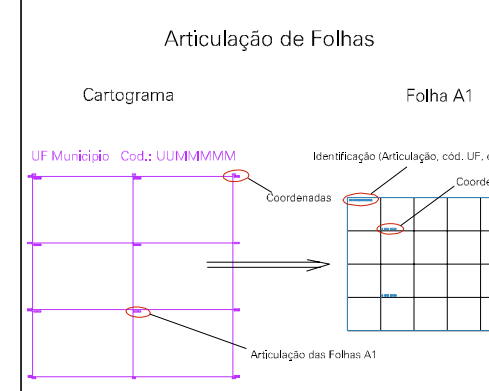 Articulação de Folhas
Cartograma
Folha A1
UF Municipio Cod.: UUMMMMM
Identificação (Articulação, cód. UF,
Coordenadas
Coorde
Articulação das Folhas A1